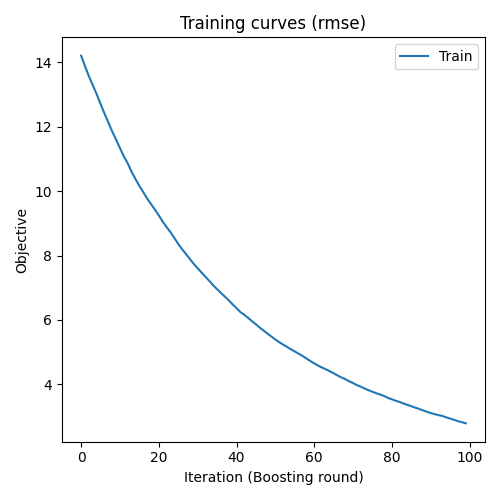 Training curves (rmse)
Train
14
12
10
8
6
4
Objective
0 20 40 60 80 100
Iteration (Boosting round)